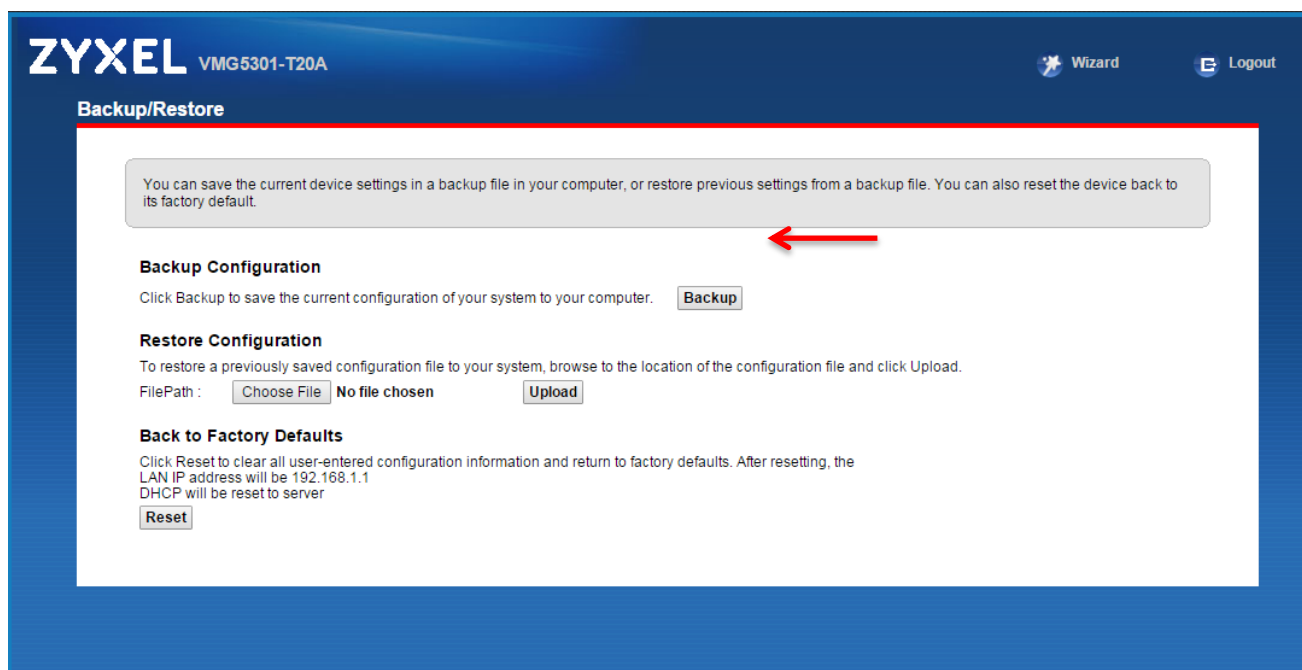 ZYXEL VMG5301-T20A
Wizard
Logout
Backup/Restore
You can save the current device settings in a backup file in your computer, or restore previous settings from a backup file. You can also reset the device back to
its factory default.
Backup Configuration
Click Backup to save the current configuration of your system to your computer. Backup
Restore Configuration
To restore a previously saved configuration file to your system, browse to the location of the configuration file and click Upload.
FilePath : Choose File No file chosen Upload
Back to Factory Defaults
Click Reset to clear all user-entered configuration information and return to factory defaults. After resetting, the
LAN IP address will be 192.168.1.1
DHCP will be reset to server
Reset